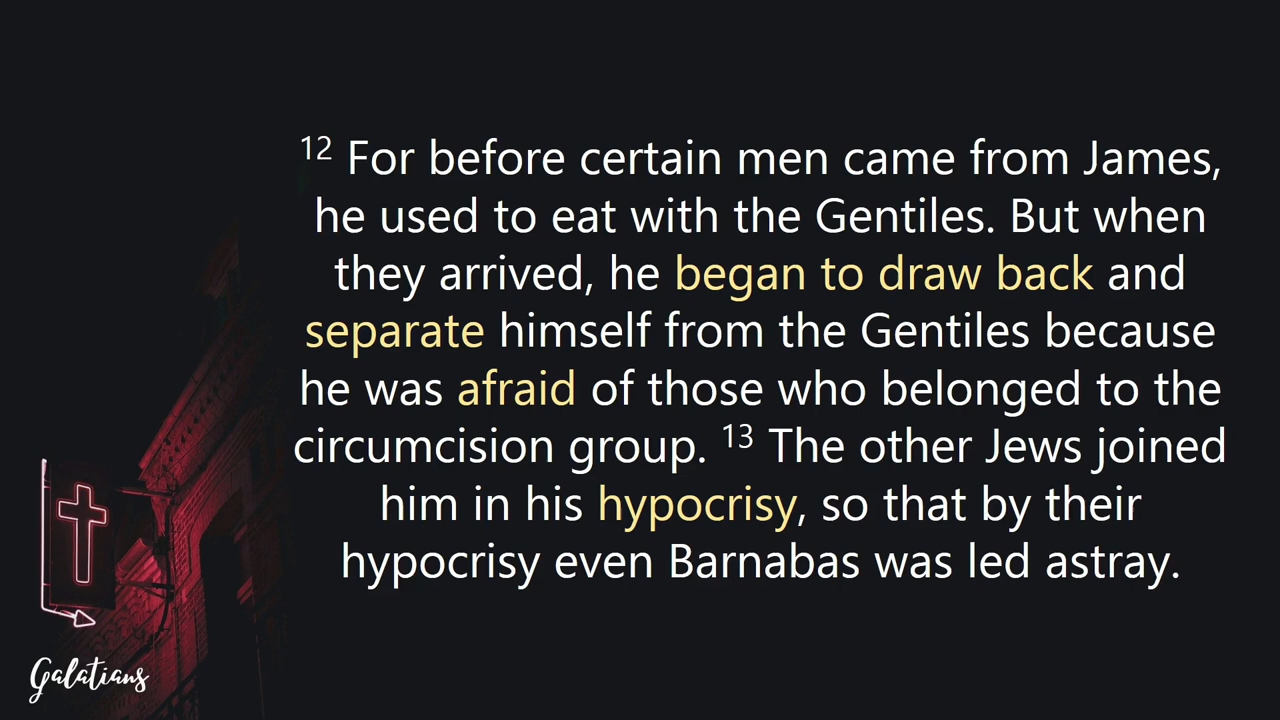 12 For before certain men came from James,
he used to eat with the Gentiles. But when
they arrived, he began to draw back and
separate himself from the Gentiles because
he was afraid of those who belonged to the
circumcision group. 13 The other Jews joined
him in his hypocrisy, so that by their
hypocrisy even Barnabas was led astray.
Galatians